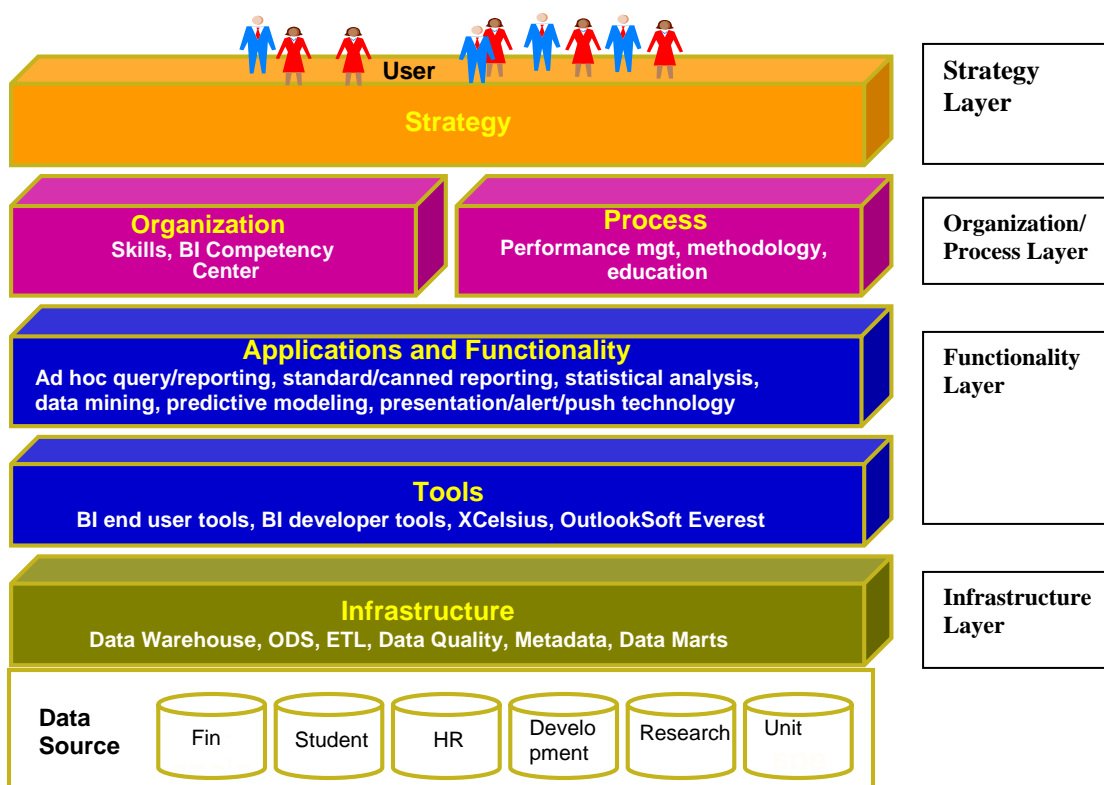 User
Strategy
Strategy
Layer
Organization
Skills, BI Competency
Center
Process
Performance mgt, methodology,
education
Organization/
Process Layer
Applications and Functionality
Ad hoc query/reporting, standard/canned reporting, statistical analysis,
data mining, predictive modeling, presentation/alert/push technology
Functionality
Layer
Tools
BI end user tools, BI developer tools, XCelsius, OutlookSoft Everest
Infrastructure
Data Warehouse, ODS, ETL, Data Quality, Metadata, Data Marts
Infrastructure
Layer
Data
Source
Fin
Student
HR
Develo
pment
Research
Unit